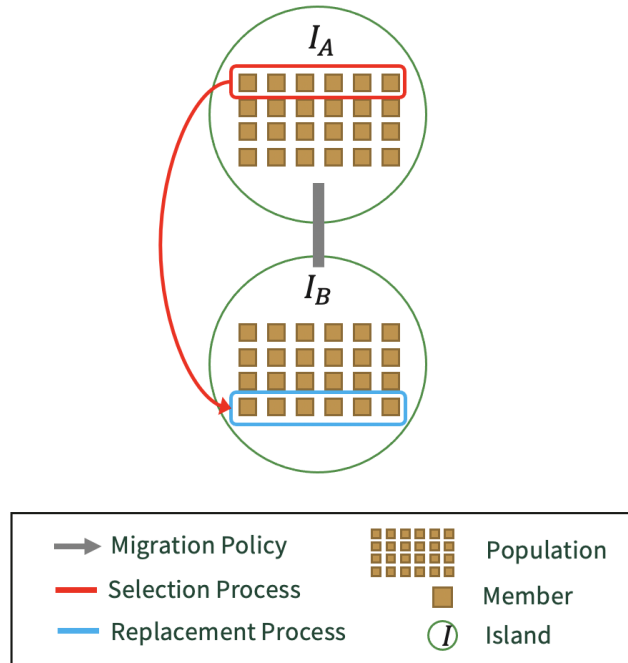 I_A
I_B
Migration Policy
Population
Selection Process
Member
Replacement Process
I Island